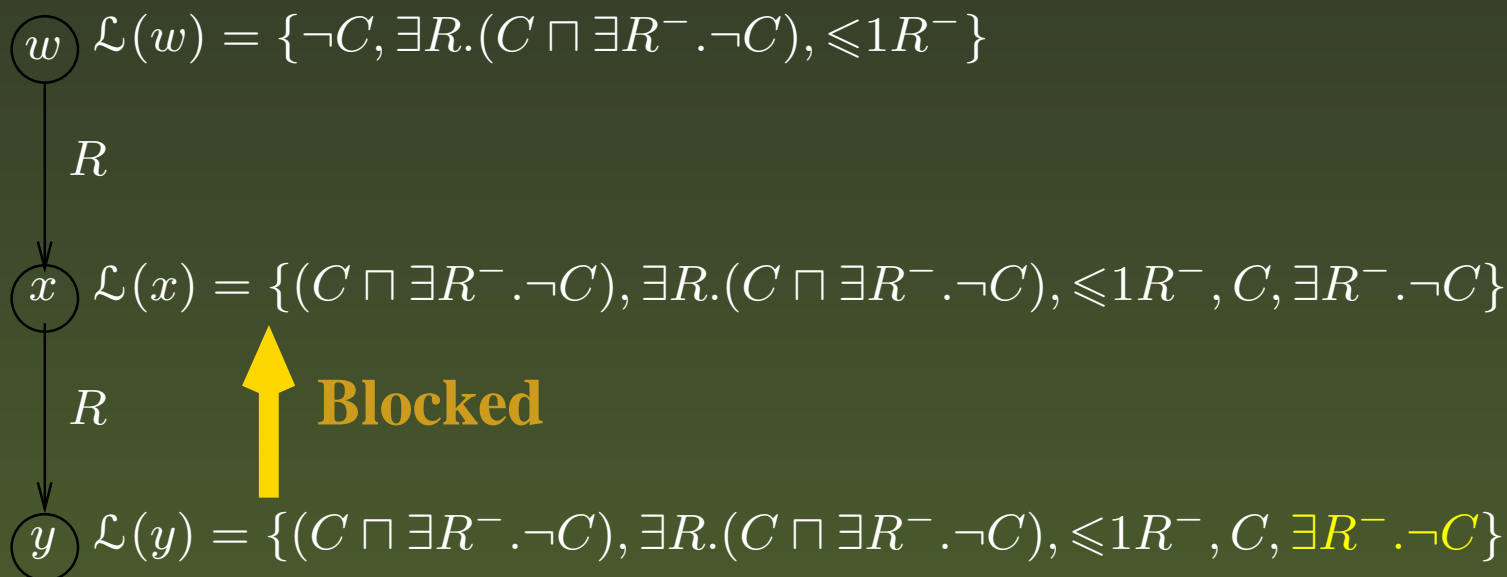 w ℒ(w) = {¬C, ∃R.(C ⊓ ∃R⁻.¬C), ⩽1R⁻}
R
x ℒ(x) = {(C ⊓ ∃R⁻.¬C), ∃R.(C ⊓ ∃R⁻.¬C), ⩽1R⁻, C, ∃R⁻.¬C}
R Blocked
y ℒ(y) = {(C ⊓ ∃R⁻.¬C), ∃R.(C ⊓ ∃R⁻.¬C), ⩽1R⁻, C, ∃R⁻.¬C}